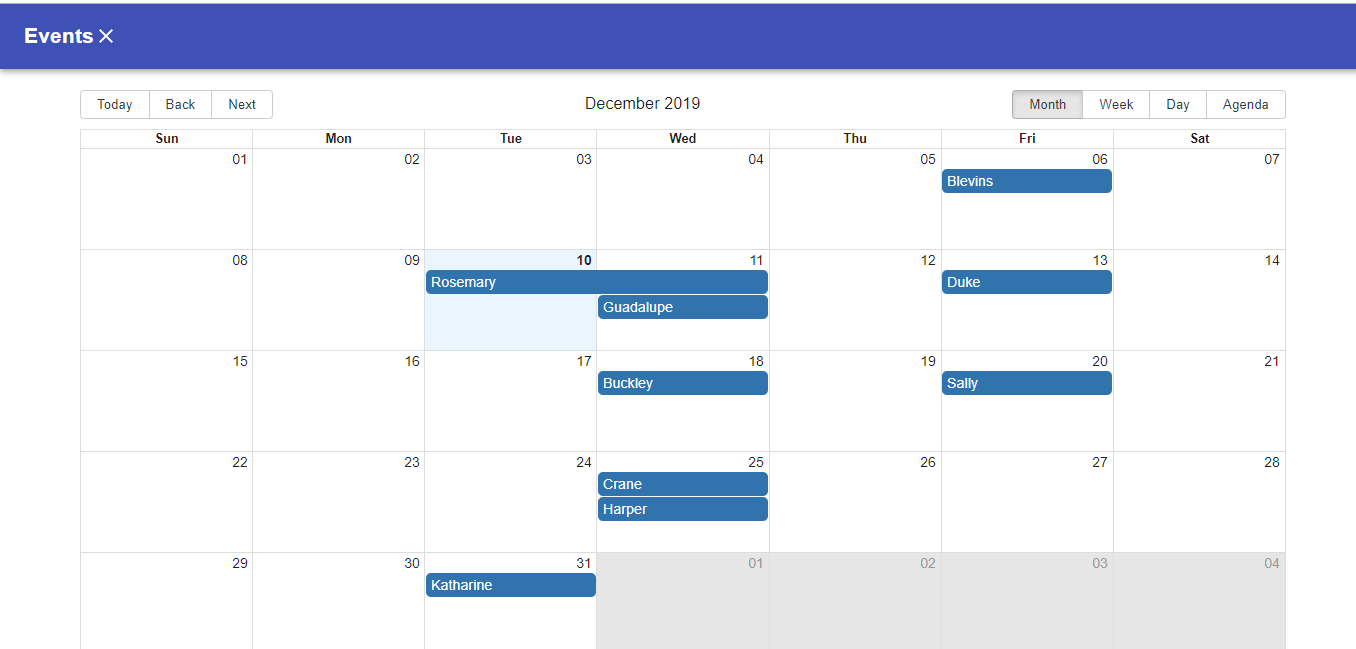 Events ×
Today Back Next December 2019 Month Week Day Agenda
Sun Mon Tue Wed Thu Fri Sat
01 02 03 04 05 06 07
Blevins
08 09 10 11 12 13 14
Rosemary Duke
Guadalupe
15 16 17 18 19 20 21
Buckley Sally
22 23 24 25 26 27 28
Crane
Harper
29 30 31 01 02 03 04
Katharine